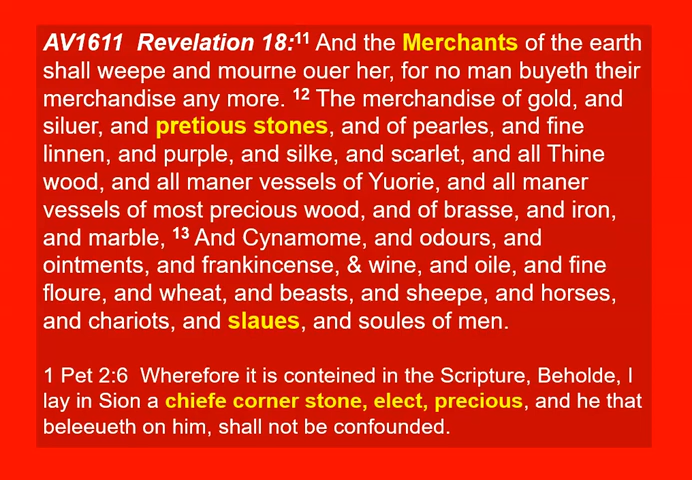 AV1611 Revelation 18:11 And the Merchants of the earth
shall weepe and mourne ouer her, for no man buyeth their
merchandise any more. 12 The merchandise of gold, and
siluer, and pretious stones, and of pearles, and fine
linnen, and purple, and silke, and scarlet, and all Thine
wood, and all maner vessels of Yuorie, and all maner
vessels of most precious wood, and of brasse, and iron,
and marble, 13 And Cynamome, and odours, and
ointments, and frankincense, & wine, and oile, and fine
floure, and wheat, and beasts, and sheepe, and horses,
and chariots, and slaues, and soules of men.
1 Pet 2:6 Wherefore it is conteined in the Scripture, Beholde, I
lay in Sion a chiefe corner stone, elect, precious, and he that
beleeueth on him, shall not be confounded.